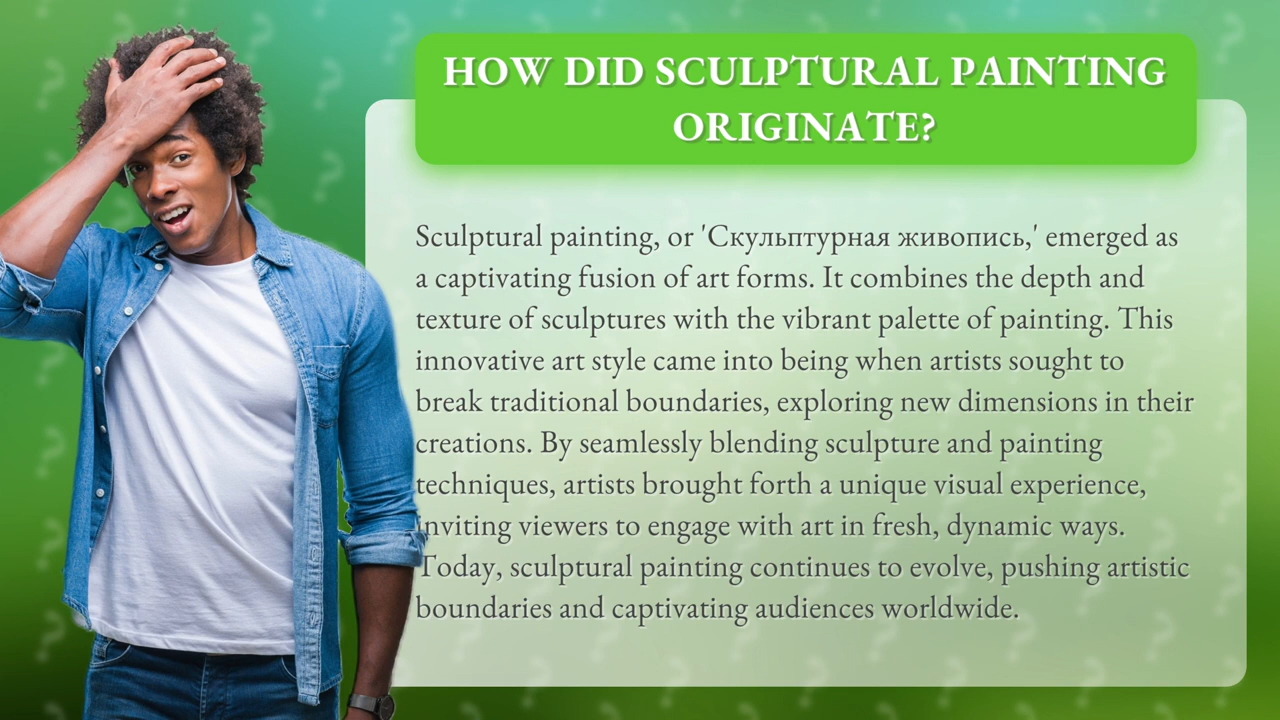 HOW DID SCULPTURAL PAINTING
ORIGINATE?
Sculptural painting, or 'Скульптурная живопись,' emerged as
a captivating fusion of art forms. It combines the depth and
texture of sculptures with the vibrant palette of painting. This
innovative art style came into being when artists sought to
break traditional boundaries, exploring new dimensions in their
creations. By seamlessly blending sculpture and painting
techniques, artists brought forth a unique visual experience,
inviting viewers to engage with art in fresh, dynamic ways.
Today, sculptural painting continues to evolve, pushing artistic
boundaries and captivating audiences worldwide.